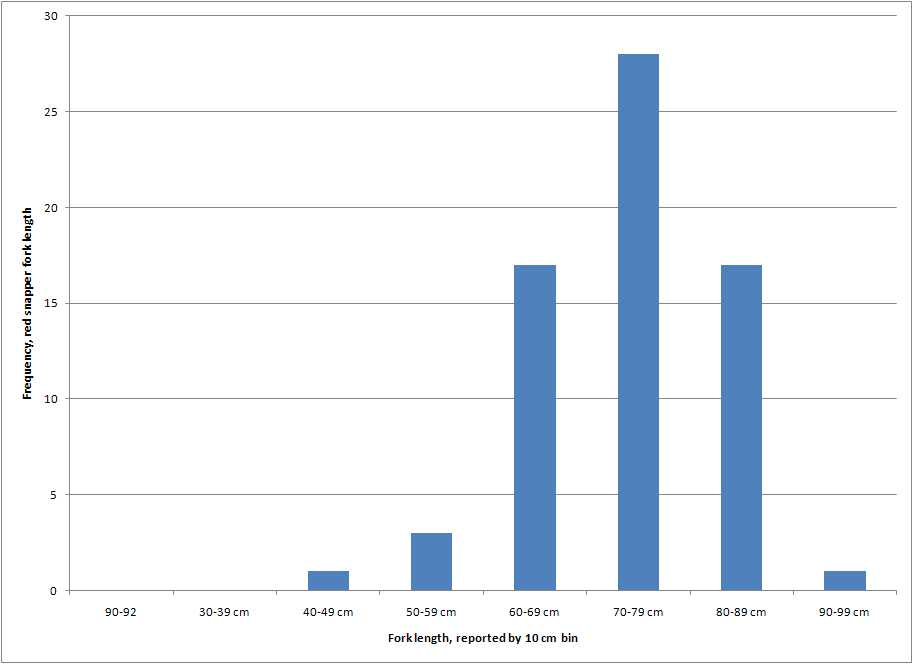 30
25
20
15
10
5
0
Frequency, red snapper fork length
90-92
30-39 cm
40-49 cm
50-59 cm
60-69 cm
70-79 cm
80-89 cm
90-99 cm
Fork length, reported by 10 cm bin